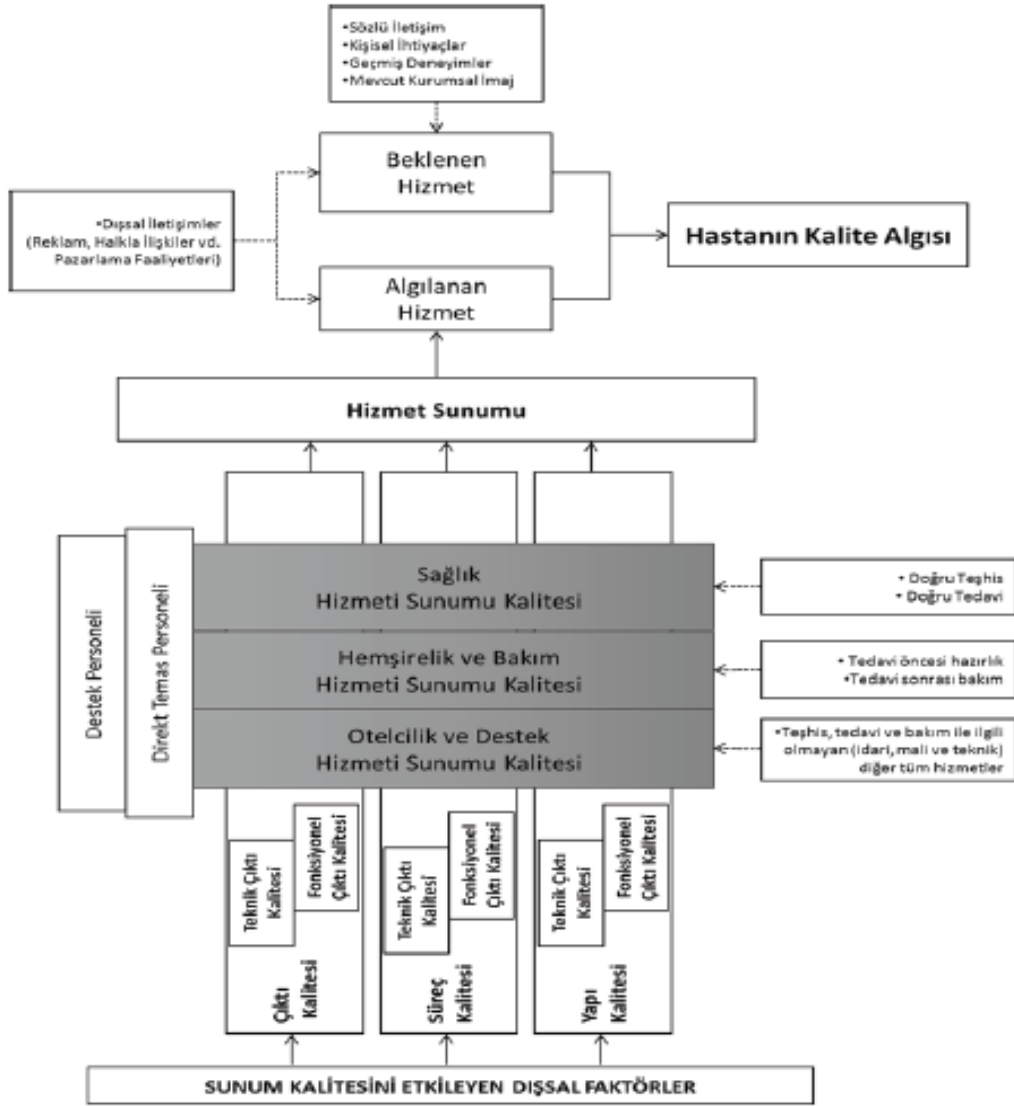 •Sözlü İletişim
•Kişisel İhtiyaçlar
•Geçmiş Deneyimler
•Mevcut Kurumsal İmaj
Beklenen
Hizmet
•Dışsal İletişimler
(Reklam, Halkla İlişkiler vd.
Pazarlama Faaliyetleri)
Hastanın Kalite Algısı
Algılanan
Hizmet
Hizmet Sunumu
Destek Personeli
Direkt Temas Personeli
Sağlık
Hizmeti Sunumu Kalitesi
• Doğru Teşhis
• Doğru Tedavi
Hemşirelik ve Bakım
Hizmeti Sunumu Kalitesi
• Tedavi öncesi hazırlık
•Tedavi sonrası bakım
Otelcilik ve Destek
Hizmeti Sunumu Kalitesi
•Teşhis, tedavi ve bakım ile ilgili
olmayan (idari, mali ve teknik)
diğer tüm hizmetler
Teknik Çıktı
Kalitesi
Fonksiyonel
Çıktı Kalitesi
Çıktı
Kalitesi
Teknik Çıktı
Kalitesi
Fonksiyonel
Çıktı Kalitesi
Süreç
Kalitesi
Teknik Çıktı
Kalitesi
Fonksiyonel
Çıktı Kalitesi
Yapı
Kalitesi
SUNUM KALİTESİNİ ETKİLEYEN DIŞSAL FAKTÖRLER